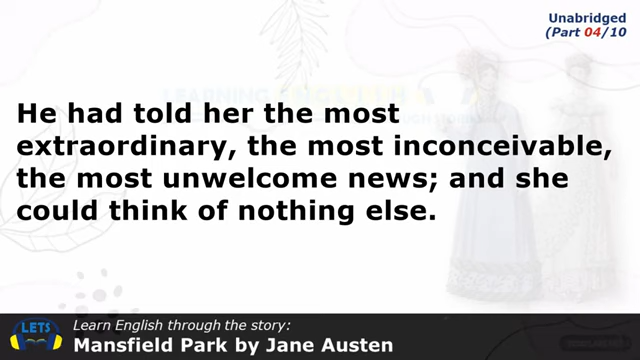 Unabridged
(Part 04/10
He had told her the most
extraordinary, the most inconceivable,
the most unwelcome news; and she
could think of nothing else.
LETS
Learn English through the story:
Mansfield Park by Jane Austen